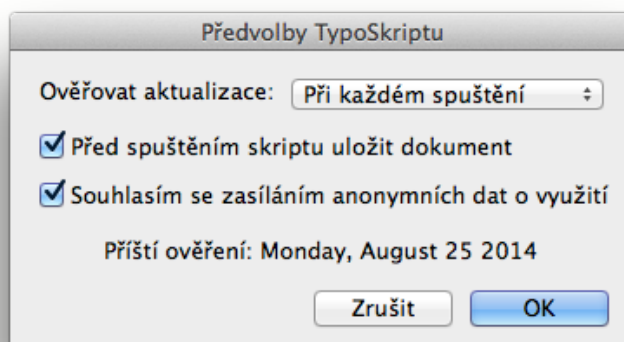 Předvolby TypoSkriptu
Ověřovat aktualizace: Při každém spuštění
Před spuštěním skriptu uložit dokument
Souhlasím se zasíláním anonymních dat o využití
Příští ověření: Monday, August 25 2014
Zrušit OK